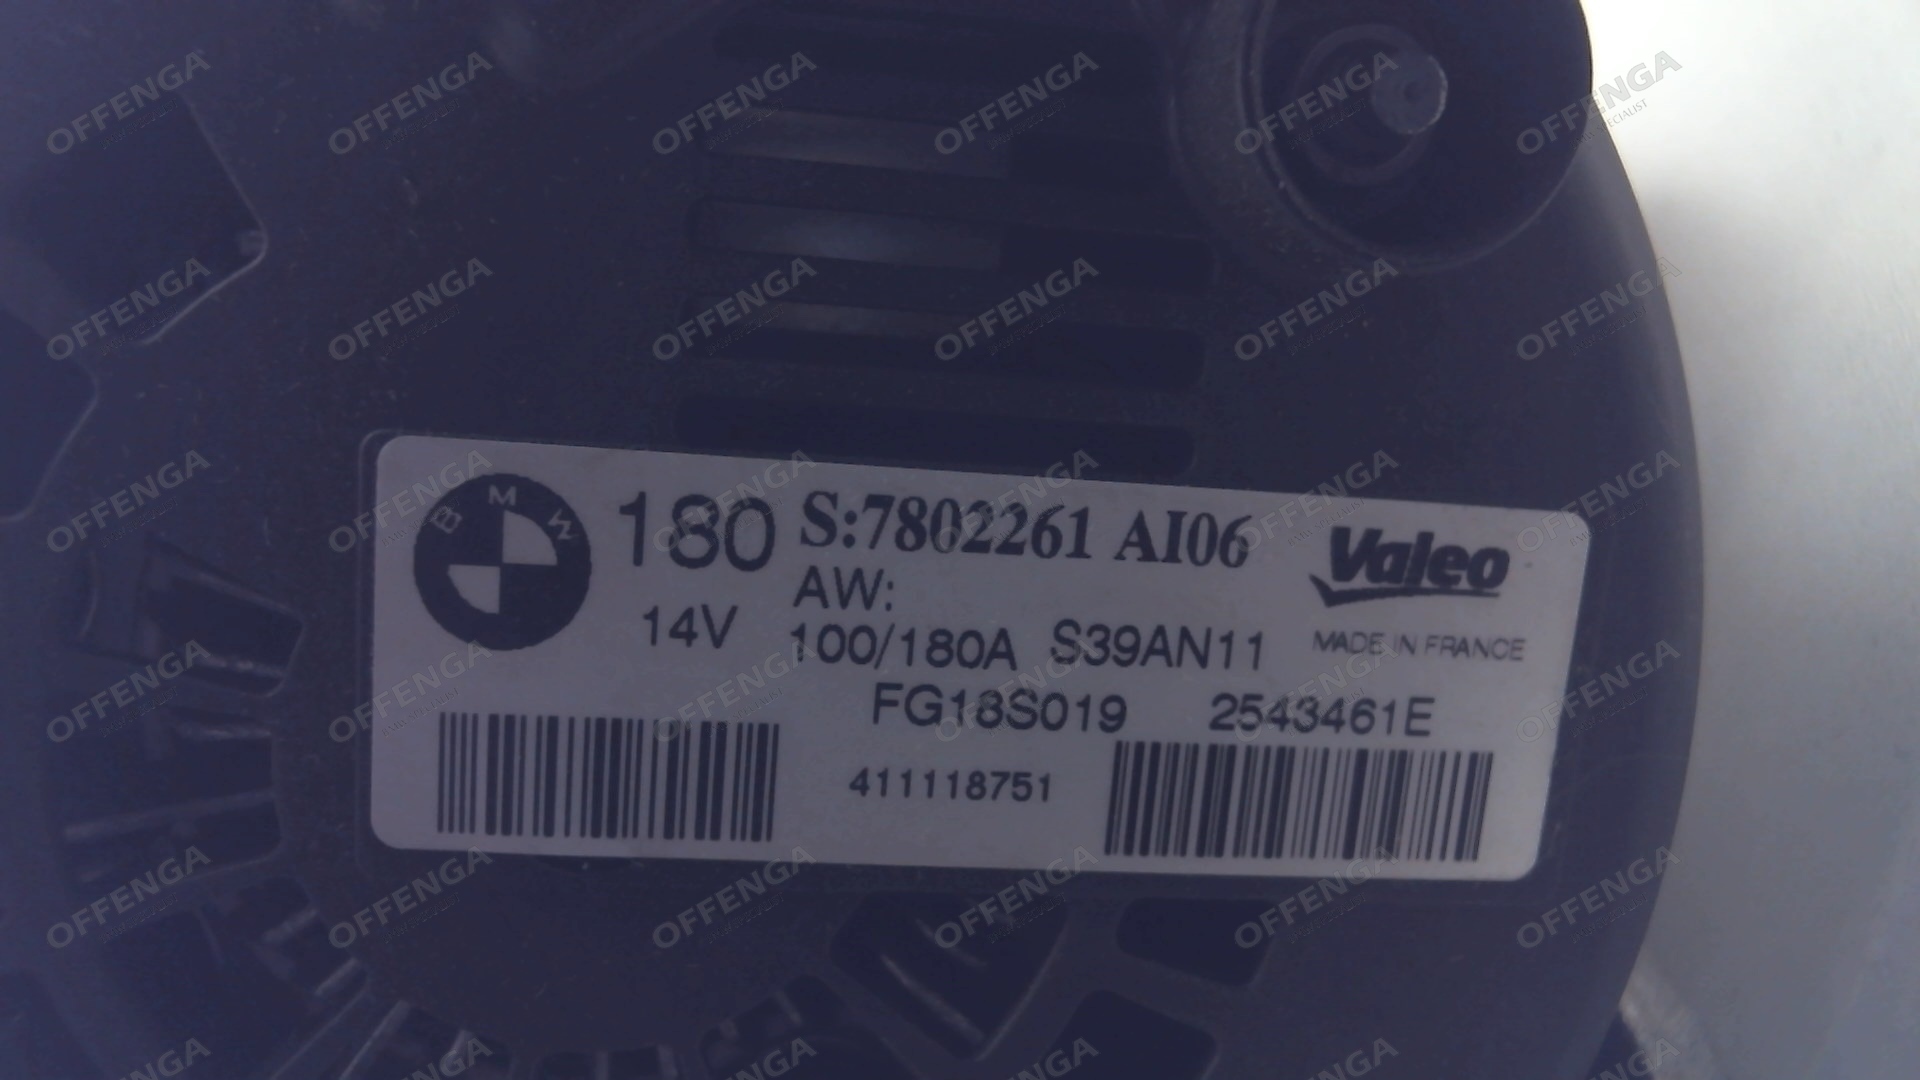 BMW
180 S:7802261 AI06 Valeo
AW:
14V 100/180A S39AN11 MADE IN FRANCE
FG18S019 2543461E
411118751
OFFENGA